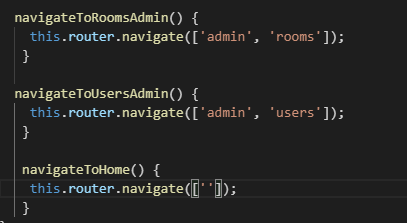 navigateToRoomsAdmin() {
this.router.navigate(['admin', 'rooms']);
}
navigateToUsersAdmin() {
this.router.navigate(['admin', 'users']);
}
navigateToHome() {
this.router.navigate(['']);
}